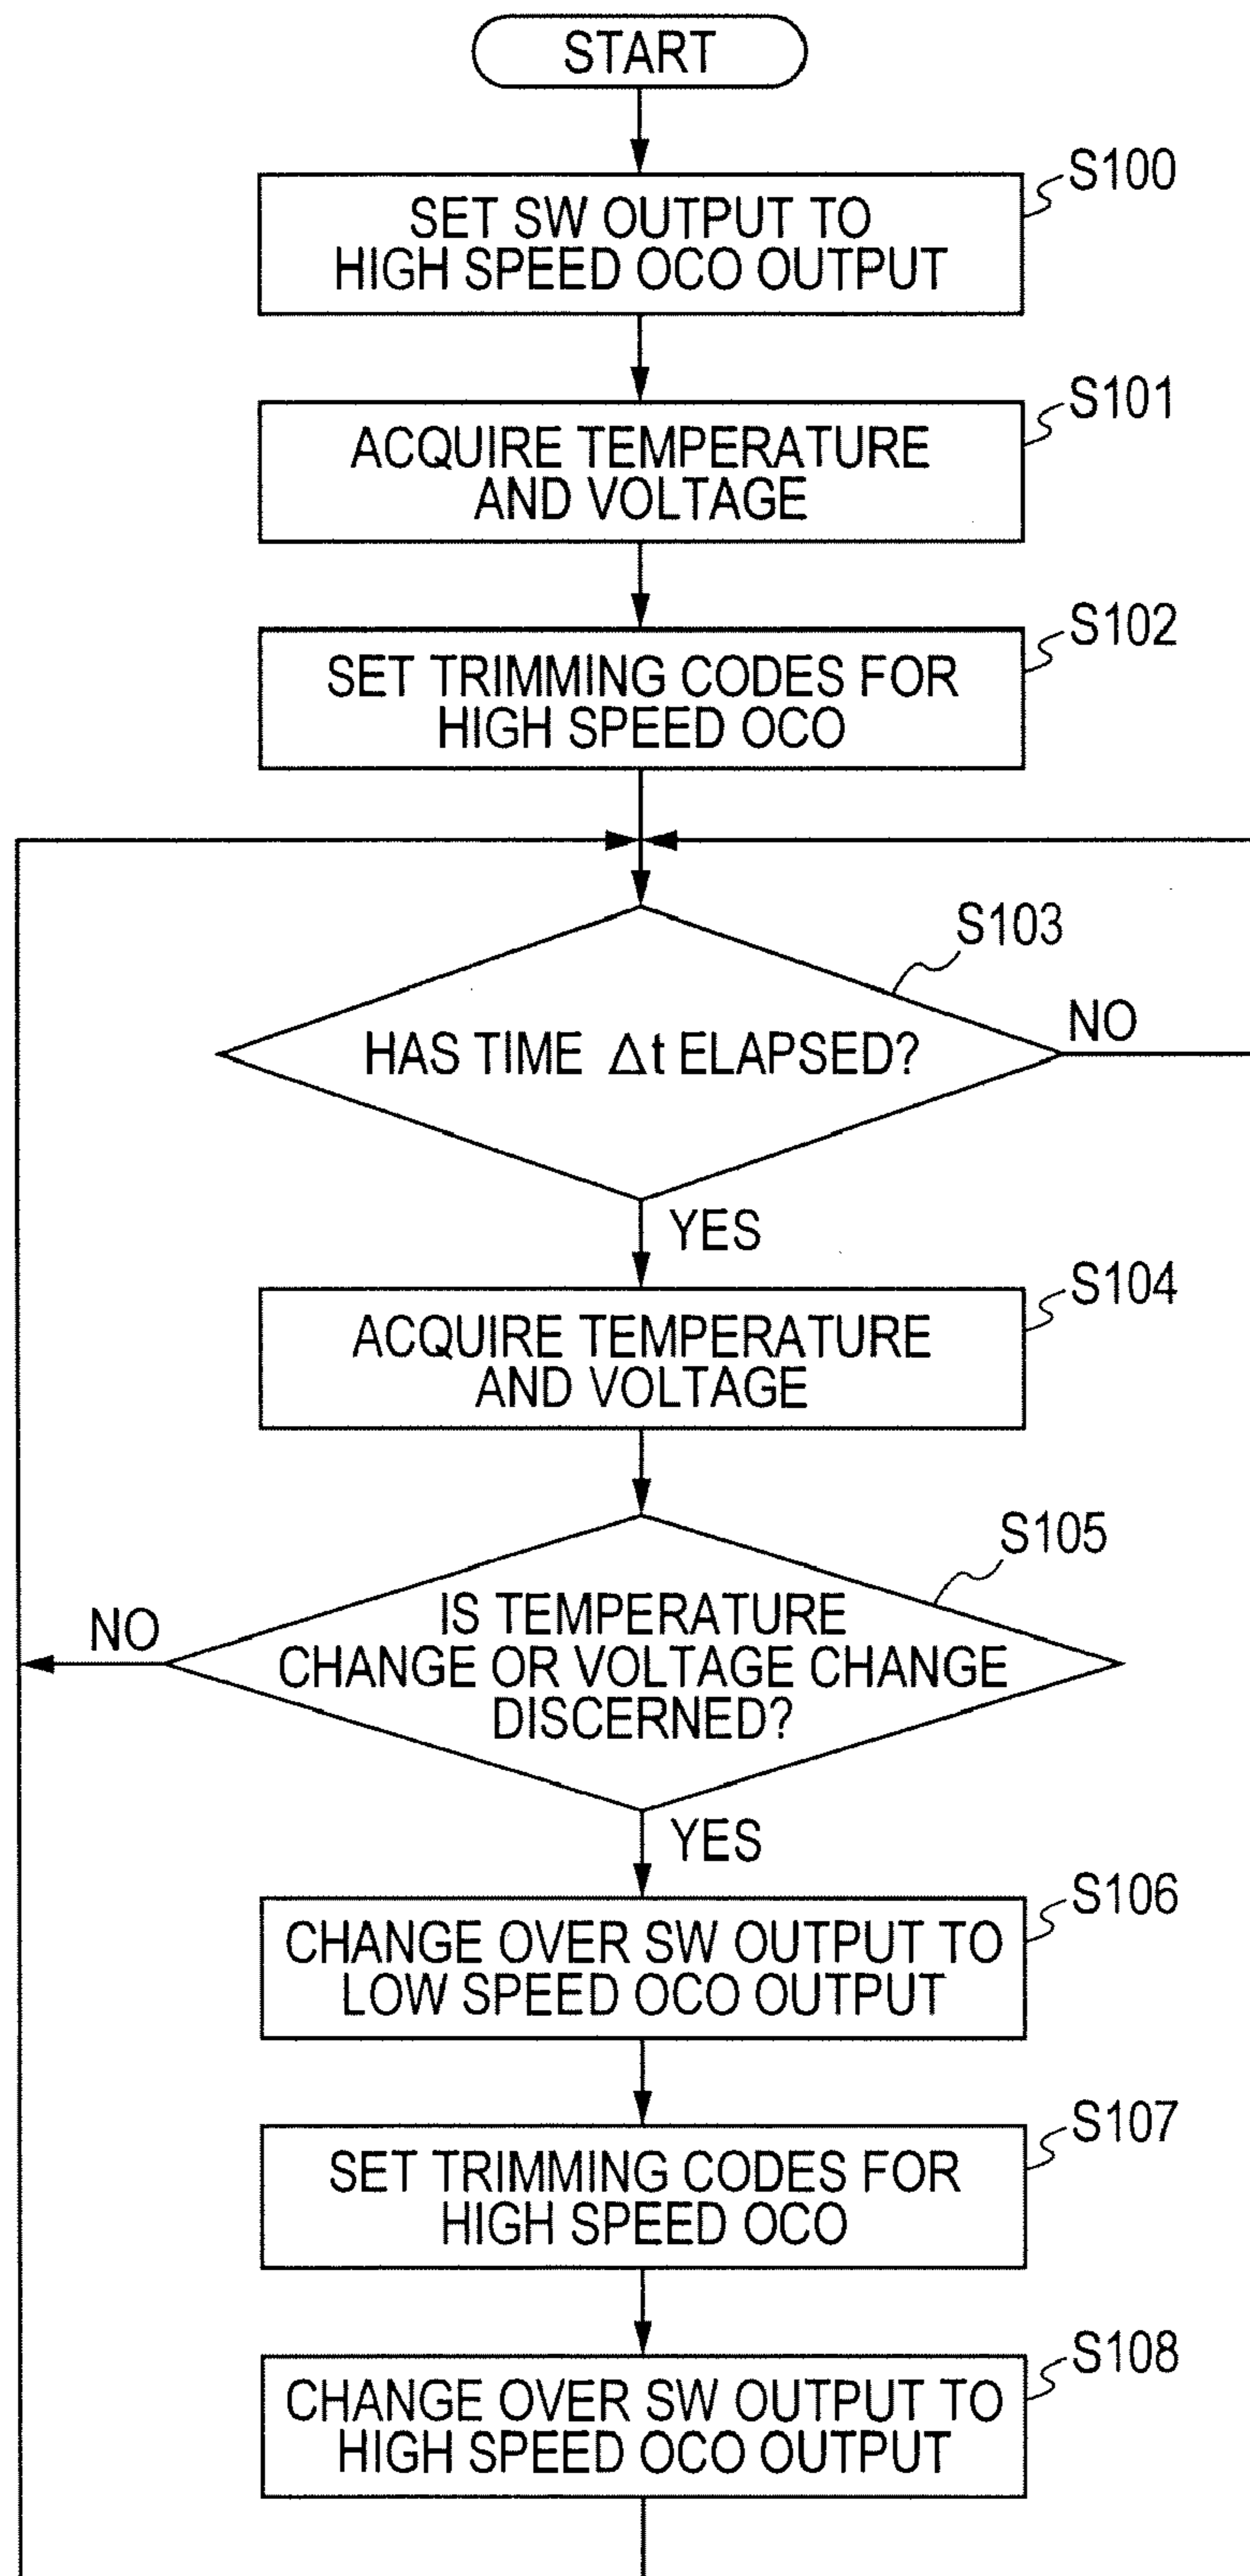 START
S100
SET SW OUTPUT TO
HIGH SPEED OCO OUTPUT
S101
ACQUIRE TEMPERATURE
AND VOLTAGE
S102
SET TRIMMING CODES FOR
HIGH SPEED OCO
S103
HAS TIME Δt ELAPSED?
NO
YES
S104
ACQUIRE TEMPERATURE
AND VOLTAGE
S105
IS TEMPERATURE
CHANGE OR VOLTAGE CHANGE
DISCERNED?
NO
YES
S106
CHANGE OVER SW OUTPUT TO
LOW SPEED OCO OUTPUT
S107
SET TRIMMING CODES FOR
HIGH SPEED OCO
S108
CHANGE OVER SW OUTPUT TO
HIGH SPEED OCO OUTPUT